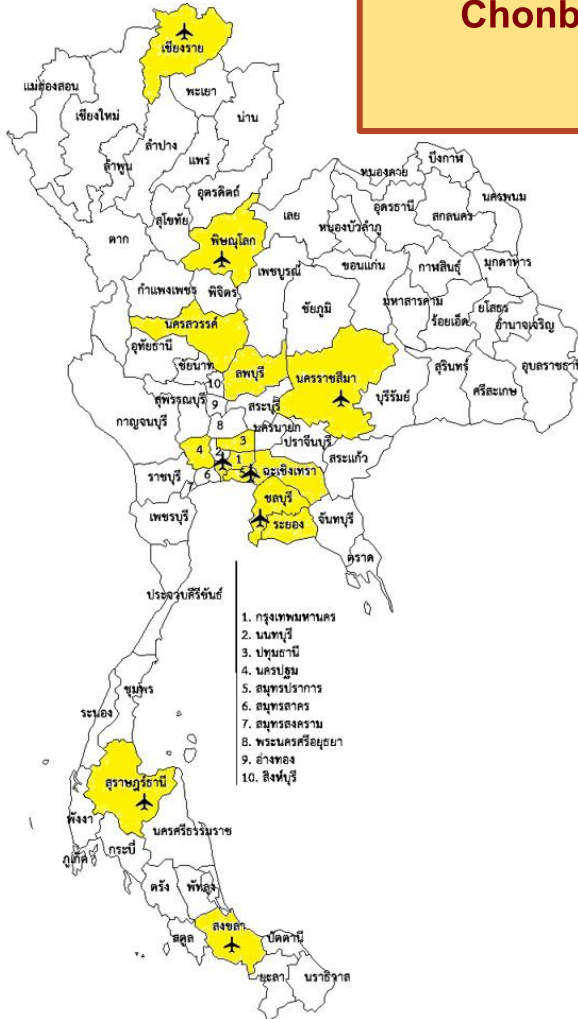 Chonb
เชียงราย
แม่ฮ่องสอน
เชียงใหม่
พะเยา
น่าน
ลำปาง
ลำพูน
แพร่
อุตรดิตถ์
สุโขทัย
ตาก
พิษณุโลก
เลย
หนองคาย
บึงกาฬ
หนองบัวลำภู
อุดรธานี
สกลนคร
นครพนม
กำแพงเพชร
พิจิตร
เพชรบูรณ์
ขอนแก่น
กาฬสินธุ์
มุกดาหาร
ชัยภูมิ
มหาสารคาม
ร้อยเอ็ด
ยโสธร
อำนาจเจริญ
นครสวรรค์
อุทัยธานี
ชัยนาท
ลพบุรี
นครราชสีมา
บุรีรัมย์
สุรินทร์
ศรีสะเกษ
อุบลราชธานี
10
9
8
สุพรรณบุรี
สระบุรี
กาญจนบุรี
นครนายก
ปราจีนบุรี
สระแก้ว
4
3
2
1
5
6
7
ฉะเชิงเทรา
ราชบุรี
ชลบุรี
เพชรบุรี
ระยอง
จันทบุรี
ตราด
ประจวบคีรีขันธ์
1. กรุงเทพมหานคร
2. นนทบุรี
3. ปทุมธานี
4. นครปฐม
5. สมุทรปราการ
6. สมุทรสาคร
7. สมุทรสงคราม
8. พระนครศรีอยุธยา
9. อ่างทอง
10. สิงห์บุรี
ชุมพร
ระนอง
สุราษฎร์ธานี
พังงา
นครศรีธรรมราช
ภูเก็ต
กระบี่
ตรัง
พัทลุง
สงขลา
สตูล
ปัตตานี
ยะลา
นราธิวาส